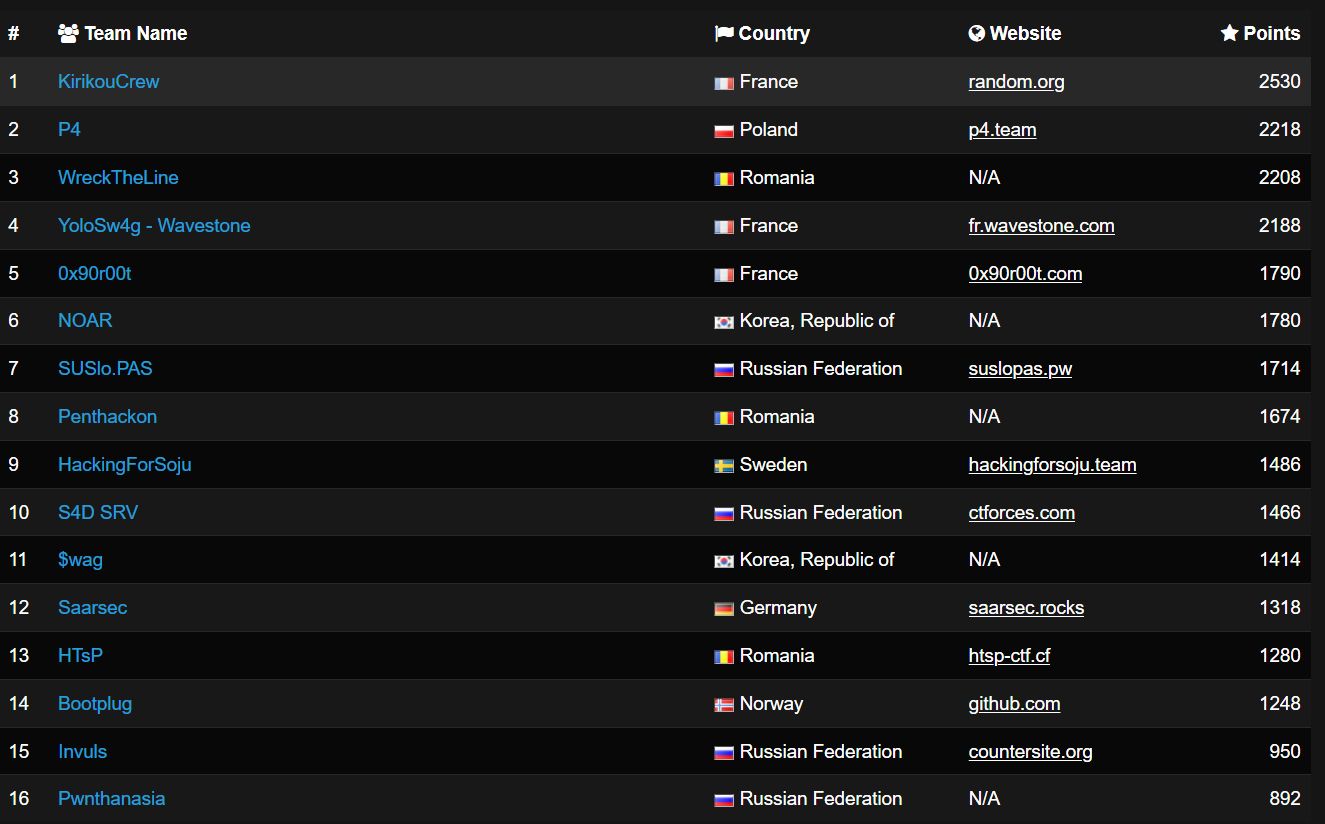 # Team Name Country Website Points
1 KirikouCrew France random.org 2530
2 P4 Poland p4.team 2218
3 WreckTheLine Romania N/A 2208
4 YoloSw4g - Wavestone France fr.wavestone.com 2188
5 0x90r00t France 0x90r00t.com 1790
6 NOAR Korea, Republic of N/A 1780
7 SUSlo.PAS Russian Federation suslopas.pw 1714
8 Penthackon Romania N/A 1674
9 HackingForSoju Sweden hackingforsoju.team 1486
10 S4D SRV Russian Federation ctforces.com 1466
11 $wag Korea, Republic of N/A 1414
12 Saarsec Germany saarsec.rocks 1318
13 HTsP Romania htsp-ctf.cf 1280
14 Bootplug Norway github.com 1248
15 Invuls Russian Federation countersite.org 950
16 Pwnthanasia Russian Federation N/A 892